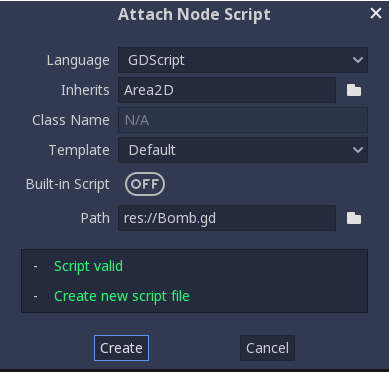 Attach Node Script
Language GDScript
Inherits Area2D
Class Name N/A
Template Default
Built-in Script OFF
Path res://Bomb.gd
- Script valid
- Create new script file
Create Cancel